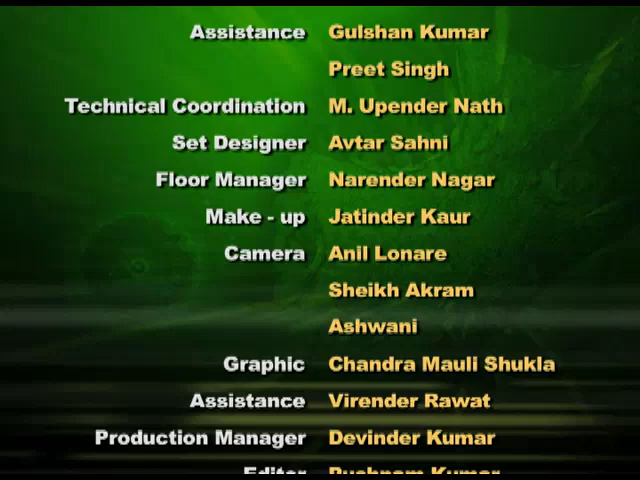 Assistance Gulshan Kumar
Preet Singh
Technical Coordination M. Upender Nath
Set Designer Avtar Sahni
Floor Manager Narender Nagar
Make - up Jatinder Kaur
Camera Anil Lonare
Sheikh Akram
Ashwani
Graphic Chandra Mauli Shukla
Assistance Virender Rawat
Production Manager Devinder Kumar
Editor Kumar